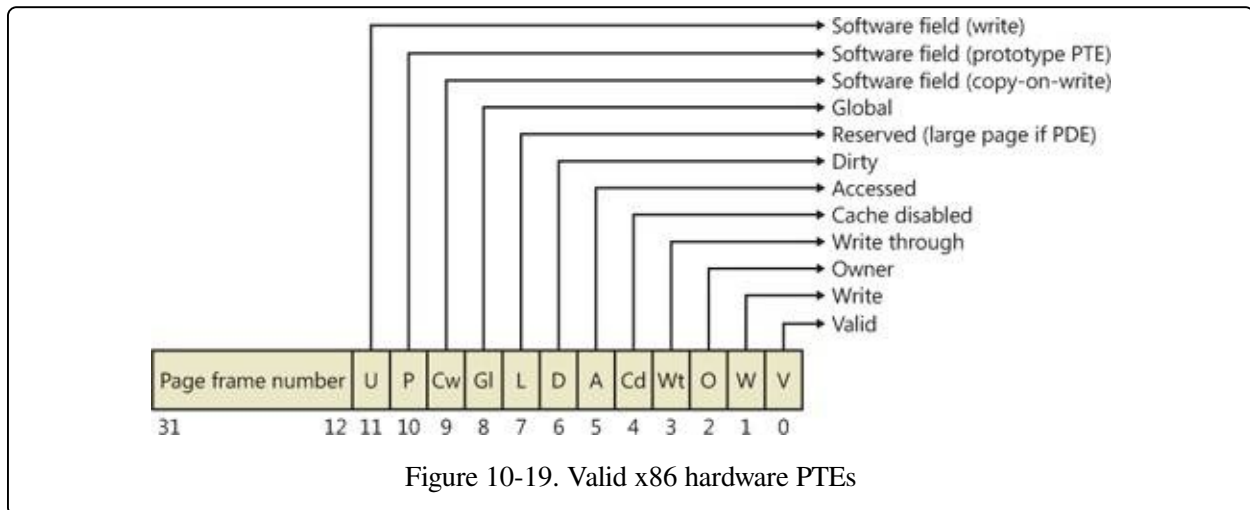 Software field (write)
Software field (prototype PTE)
Software field (copy-on-write)
Global
Reserved (large page if PDE)
Dirty
Accessed
Cache disabled
Write through
Owner
Write
Valid
Page frame number U P Cw Gl L D A Cd Wt O W V
31 12 11 10 9 8 7 6 5 4 3 2 1 0
Figure 10-19. Valid x86 hardware PTEs